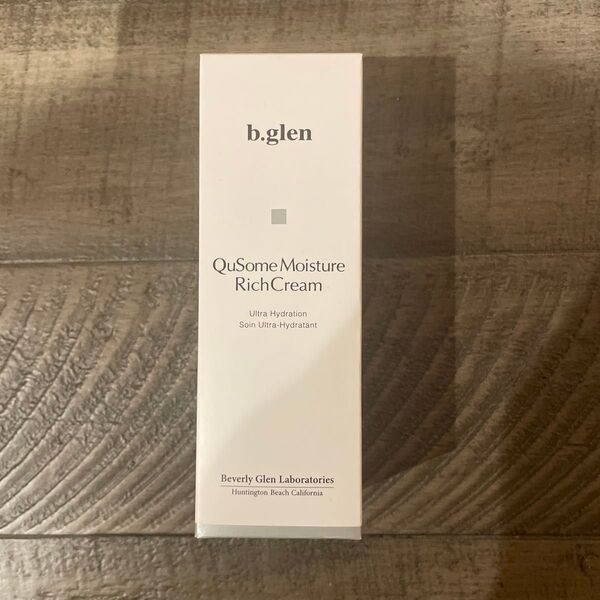 b.glen
QuSome Moisture
RichCream
Ultra Hydration
Soin Ultra-Hydratant
Beverly Glen Laboratories
Huntington Beach California